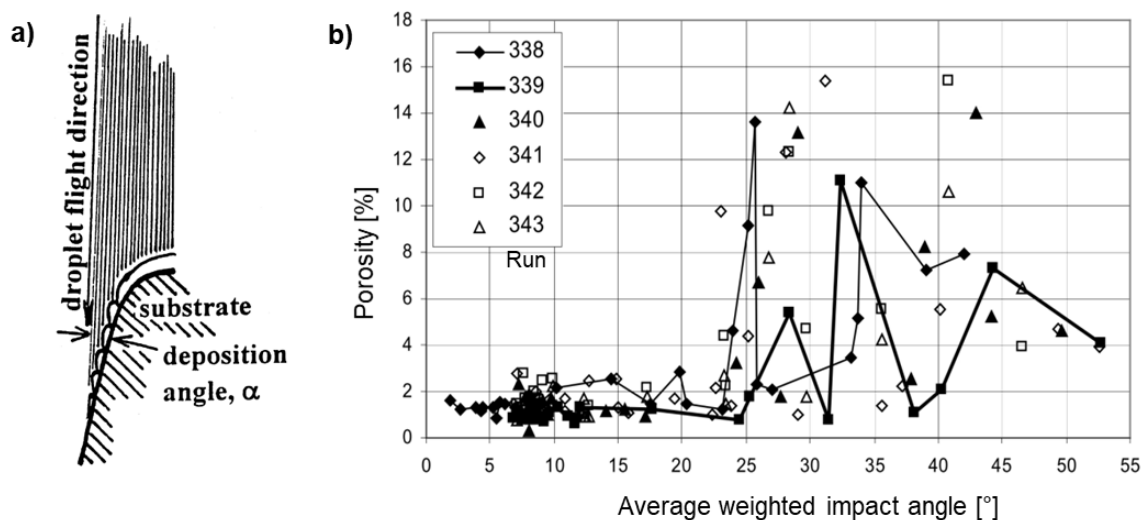 a)
droplet flight direction
substrate
deposition
angle, α
b)
Porosity [%]
18
16
14
12
10
8
6
4
2
0
338
339
340
341
342
343
Run
0 5 10 15 20 25 30 35 40 45 50 55
Average weighted impact angle [°]